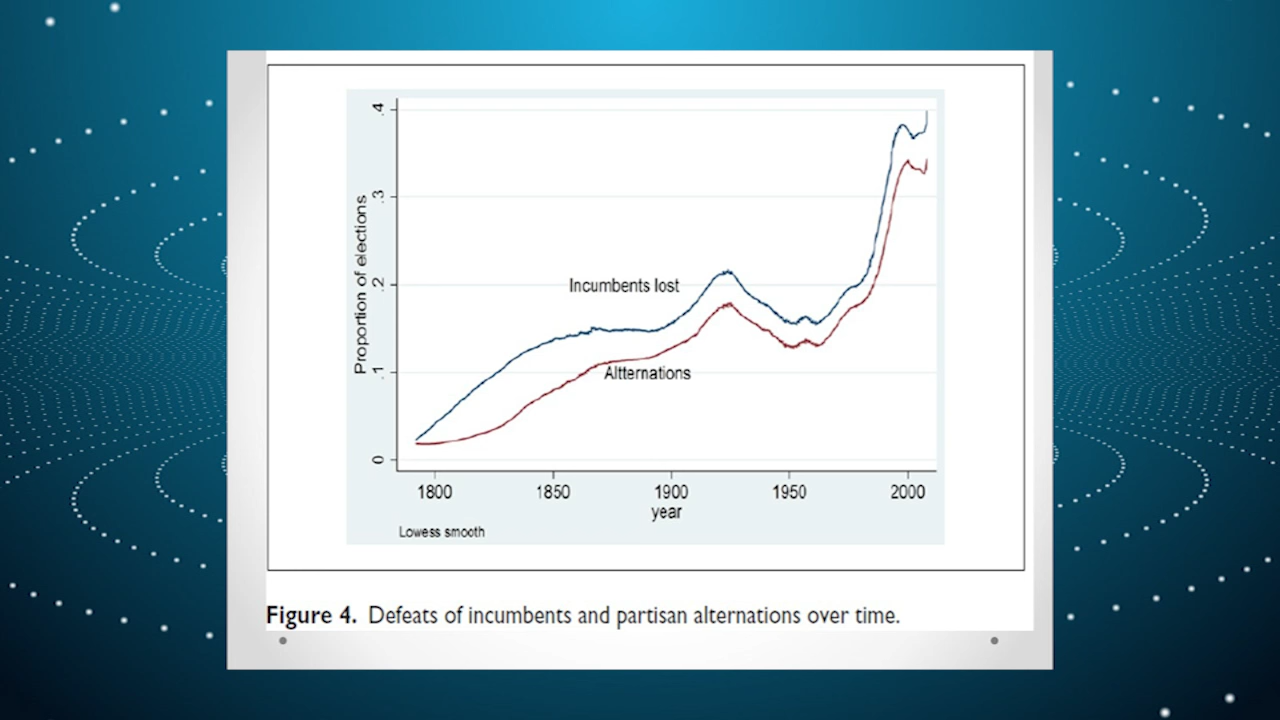 .4
.3
.2
.1
0
Proportion of elections
Incumbents lost
Altternations
1800 1850 1900 1950 2000
year
Lowess smooth
Figure 4. Defeats of incumbents and partisan alternations over time.